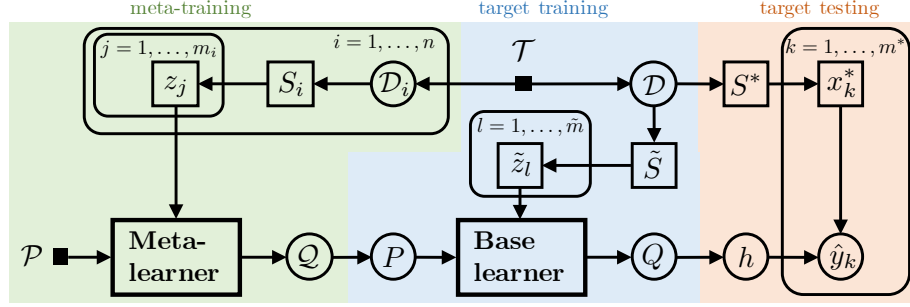 meta-training
target training
target testing
j = 1, . . . , m_i
i = 1, . . . , n
𝒯
k = 1, . . . , m*
z_j
S_i
𝒟_i
𝒟
S*
x*_k
l = 1, . . . , m̃
z̃_l
S̃
𝒫
Meta-
learner
𝒬
P
Base
learner
Q
h
ŷ_k